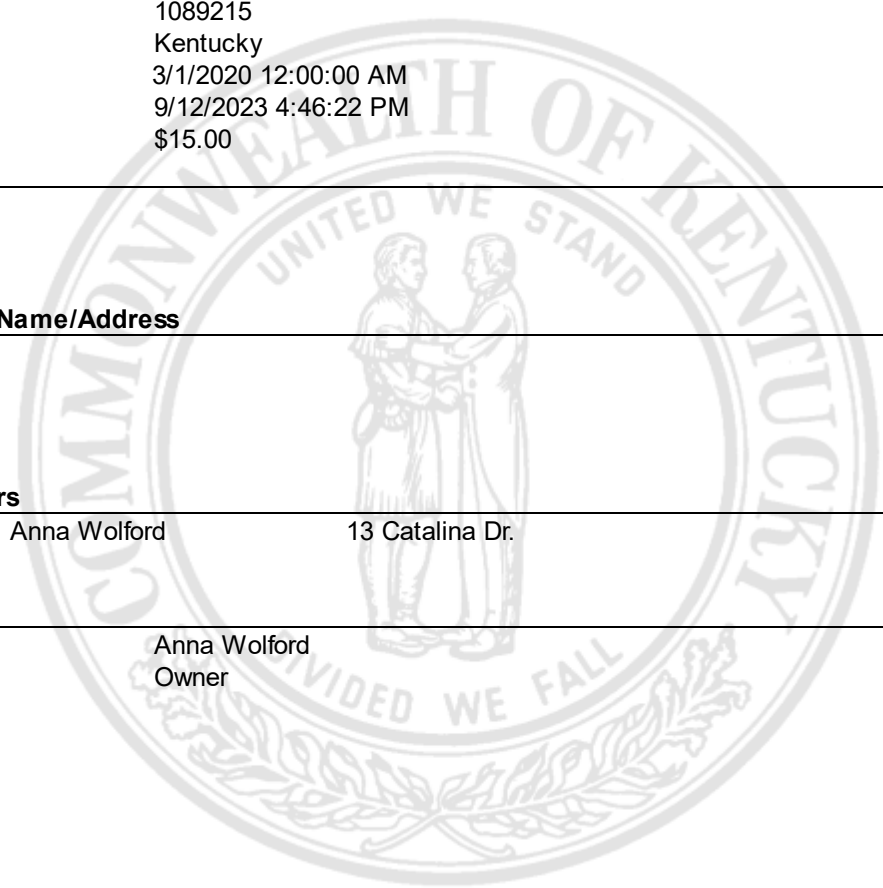 1089215
Kentucky
3/1/2020 12:00:00 AM
9/12/2023 4:46:22 PM
$15.00
COMMONWEALTH OF KENTUCKY
UNITED WE STAND
Name/Address
rs
Anna Wolford 13 Catalina Dr.
Anna Wolford
Owner
DIVIDED WE FALL